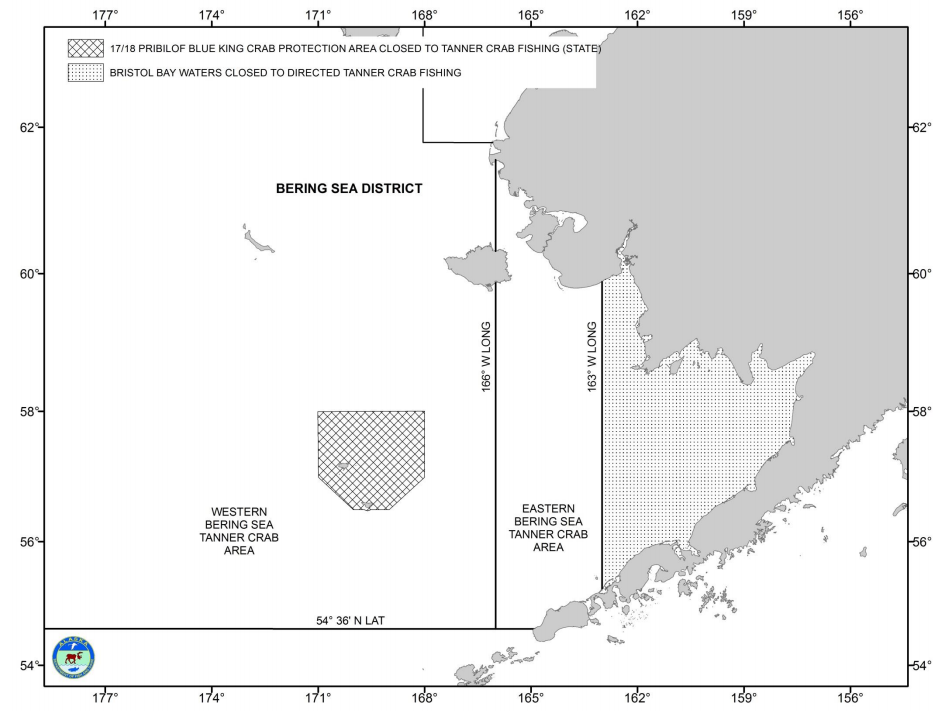 177° 174° 171° 168° 165° 162° 159° 156°
17/18 PRIBILOF BLUE KING CRAB PROTECTION AREA CLOSED TO TANNER CRAB FISHING (STATE)
BRISTOL BAY WATERS CLOSED TO DIRECTED TANNER CRAB FISHING
62° 62°
BERING SEA DISTRICT
60° 60°
166° W LONG
163° W LONG
58° 58°
WESTERN
BERING SEA
TANNER CRAB
AREA
EASTERN
BERING SEA
TANNER CRAB
AREA
56° 56°
54° 36' N LAT
ALASKA
54° 54°
177° 174° 171° 168° 165° 162° 159° 156°